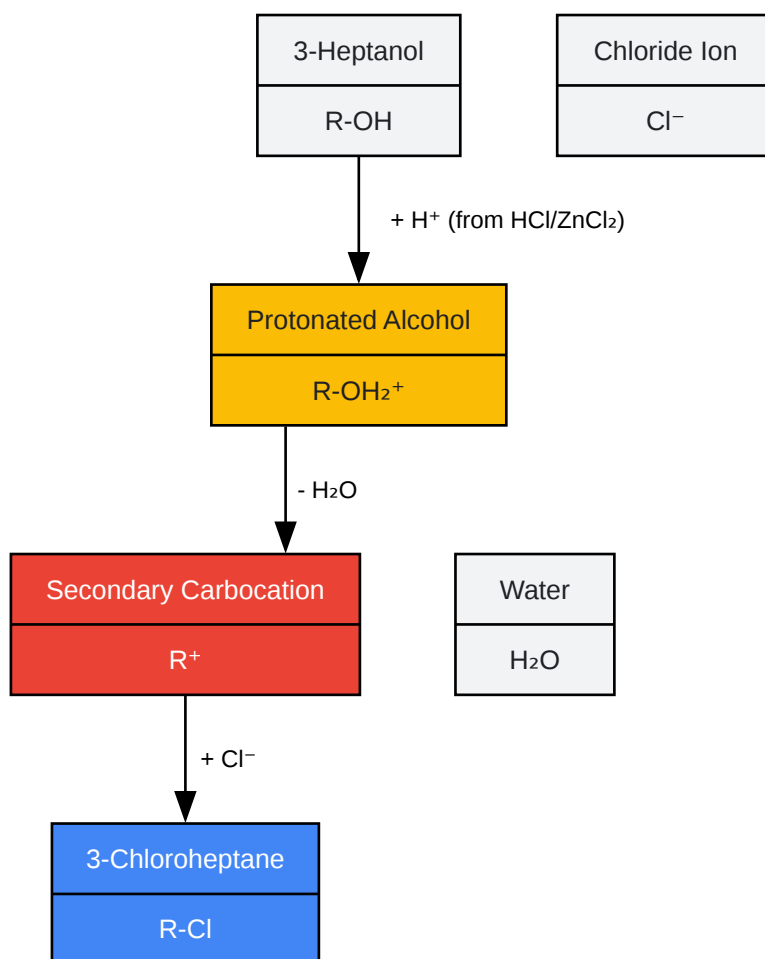 3-Heptanol
Chloride Ion
R-OH
Cl⁻
+ H⁺ (from HCl/ZnCl₂)
Protonated Alcohol
R-OH₂⁺
- H₂O
Secondary Carbocation
Water
R⁺
H₂O
+ Cl⁻
3-Chloroheptane
R-Cl